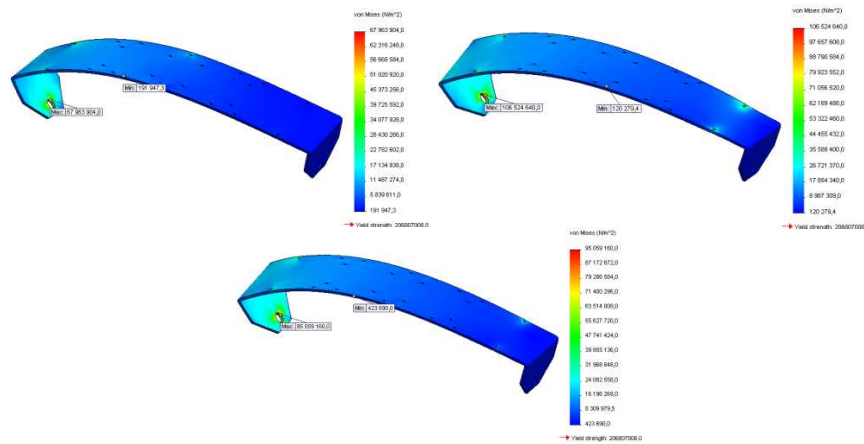 von Mises (N/m^2)
67 963 904,0
62 316 248,0
56 668 584,0
51 020 920,0
45 373 256,0
39 725 592,0
34 077 928,0
28 430 266,0
22 782 602,0
17 134 938,0
11 487 274,0
5 839 611,0
191 947,3
Yield strength: 206807008,0
Min: 191 947,3
Max: 67 963 904,0
von Mises (N/m^2)
106 524 640,0
97 657 608,0
88 790 584,0
79 923 552,0
71 056 520,0
62 189 488,0
53 322 460,0
44 455 432,0
35 588 400,0
26 721 370,0
17 854 340,0
8 987 309,0
120 279,4
Yield strength: 206807008,0
Min: 120 279,4
Max: 106 524 640,0
von Mises (N/m^2)
95 059 160,0
87 172 872,0
79 286 584,0
71 400 296,0
63 514 008,0
55 627 720,0
47 741 424,0
39 855 136,0
31 968 848,0
24 082 558,0
16 196 269,0
8 309 979,5
423 690,0
Yield strength: 206807008,0
Min: 423 690,0
Max: 95 059 160,0